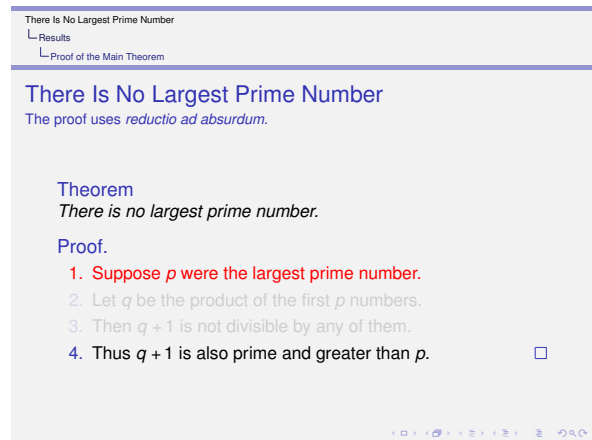 There Is No Largest Prime Number
Results
Proof of the Main Theorem
There Is No Largest Prime Number
The proof uses reductio ad absurdum.
Theorem
There is no largest prime number.
Proof.
1. Suppose p were the largest prime number.
2. Let q be the product of the first p numbers.
3. Then q + 1 is not divisible by any of them.
4. Thus q + 1 is also prime and greater than p. □